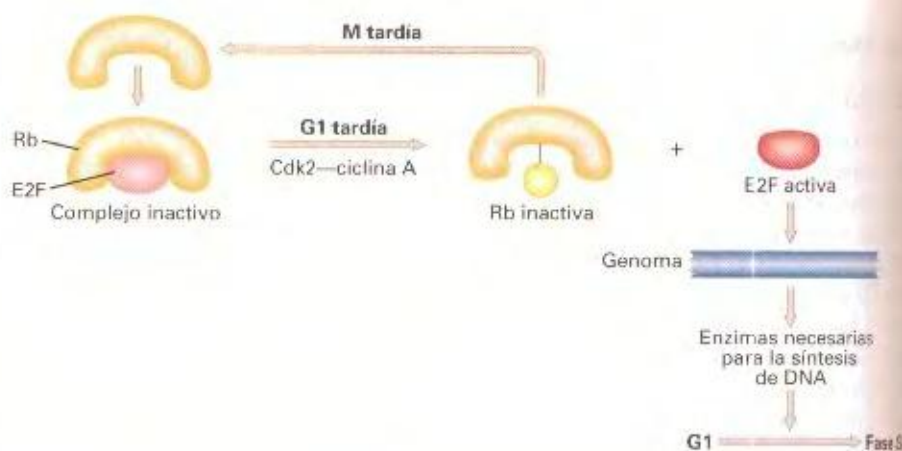 M tardía
Rb
G1 tardía
Cdk2—ciclina A
+
E2F
E2F activa
Complejo inactivo
Rb inactiva
Genoma
Enzimas necesarias
para la síntesis
de DNA
G1
Fase S